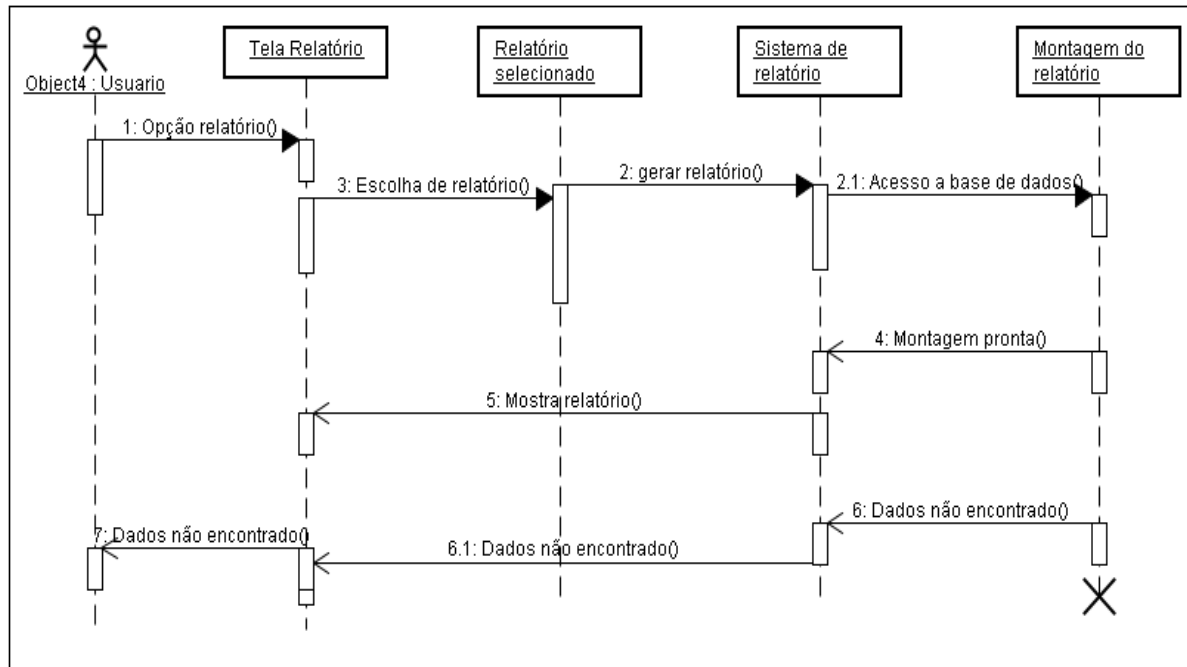 Object4 : Usuario
Tela Relatório
Relatório
selecionado
Sistema de
relatório
Montagem do
relatório
1: Opção relatório()
3: Escolha de relatório()
2: gerar relatório()
2.1: Acesso a base de dados()
4: Montagem pronta()
5: Mostra relatório()
6: Dados não encontrado()
6.1: Dados não encontrado()
7: Dados não encontrado()